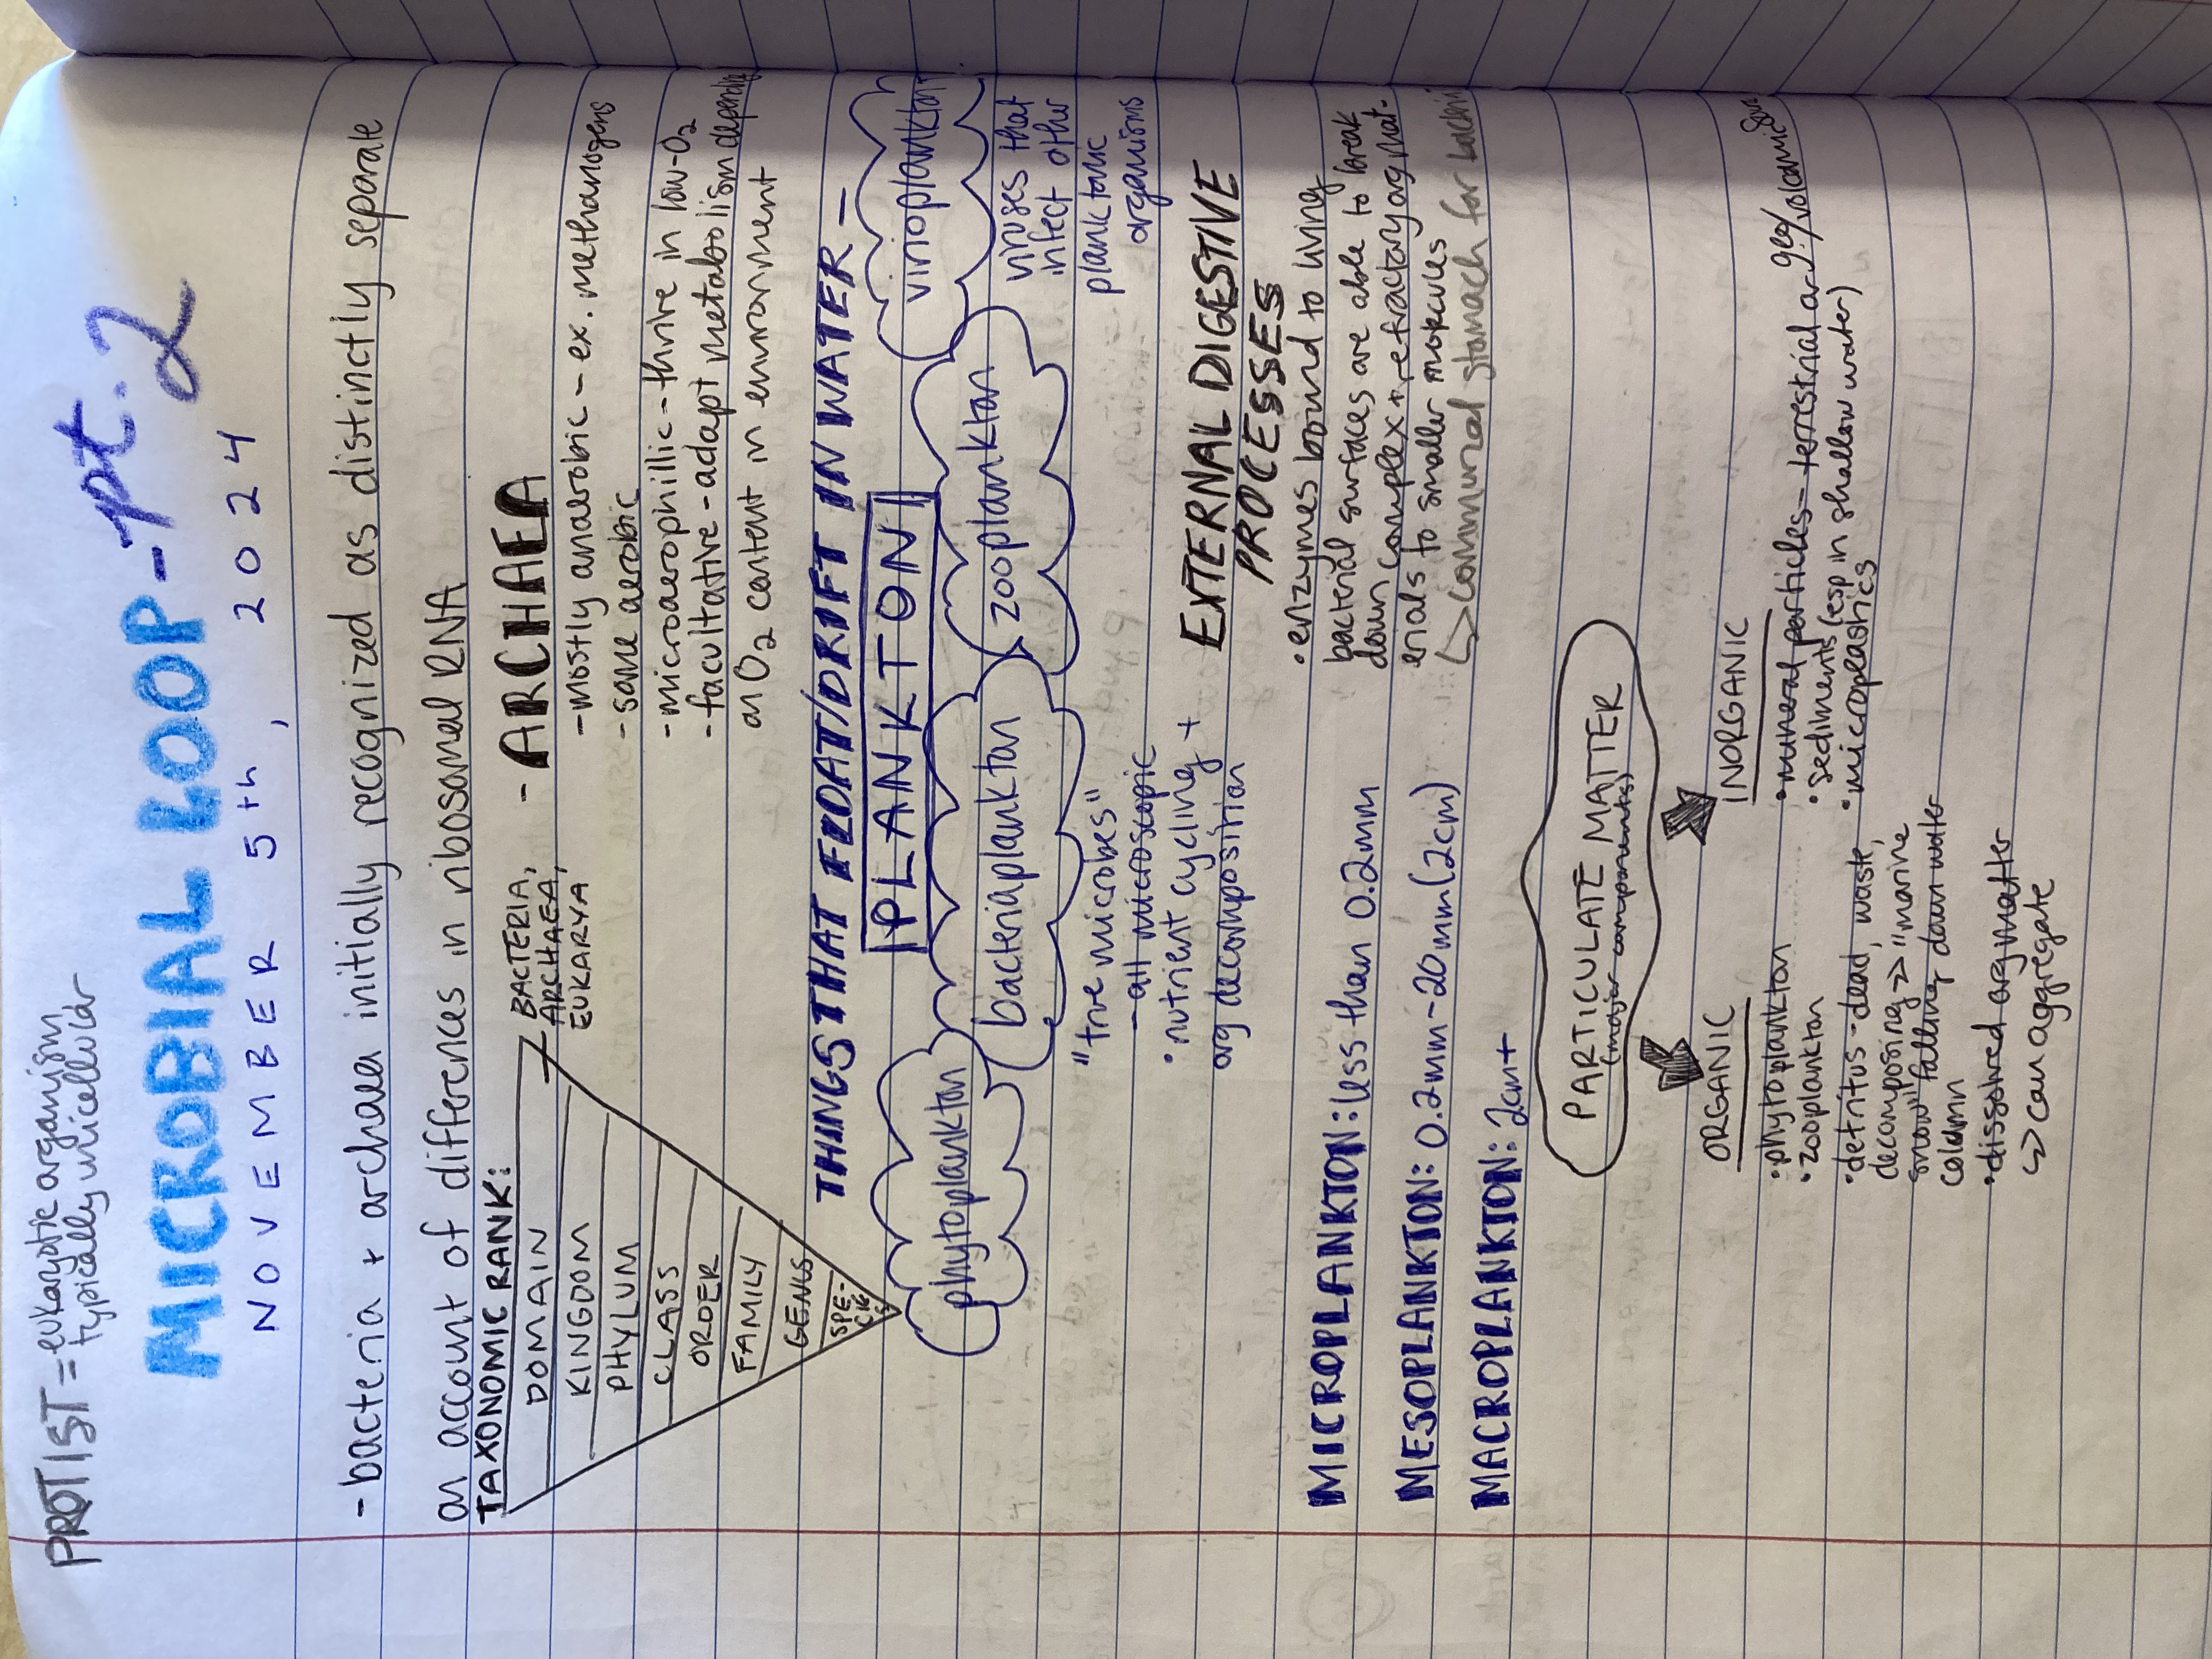 PROTIST = eukaryotic organism,
typically unicellular
MICROBIAL LOOP - pt. 2
NOVEMBER 5th, 2024
- bacteria + archaea initially recognized as distinctly separate
on account of differences in ribosomal RNA
TAXONOMIC RANK:
DOMAIN
KINGDOM
PHYLUM
CLASS
ORDER
FAMILY
GENUS
SPE-
CIE
S
BACTERIA,
ARCHAEA,
EUKARYA
- ARCHAEA
- mostly anaerobic - ex. methanogens
- some aerobic
- microaerophillic - thrive in low-O2
- facultative - adapt metabolism depending
on O2 content in environment
THINGS THAT FLOAT/DRIFT IN WATER -
PLANKTON
phytoplankton
bacteriaplankton
zooplankton
virioplankton
"true microbes"
- all microscopic
• nutrient cycling +
org decomposition
viruses that
infect other
planktonic
organisms
EXTERNAL DIGESTIVE
PROCESSES
• enzymes bound to living
bacterial surfaces are able to break
down complex + refractory org mat-
erials to smaller molecules
↳ communal stomach for bacteria
MICROPLANKTON: less than 0.2mm
MESOPLANKTON: 0.2mm-20mm (2cm)
MACROPLANKTON: 2cm+
PARTICULATE MATTER
(major components)
ORGANIC
• phytoplankton
• zooplankton
• detritus - dead, waste,
decomposing → "marine
snow" falling down water
column
• dissolved org matter
↳ can aggregate
INORGANIC
• mineral particles - terrestrial or geo/volcanic
• sediments (esp in shallow water)
• microplastics